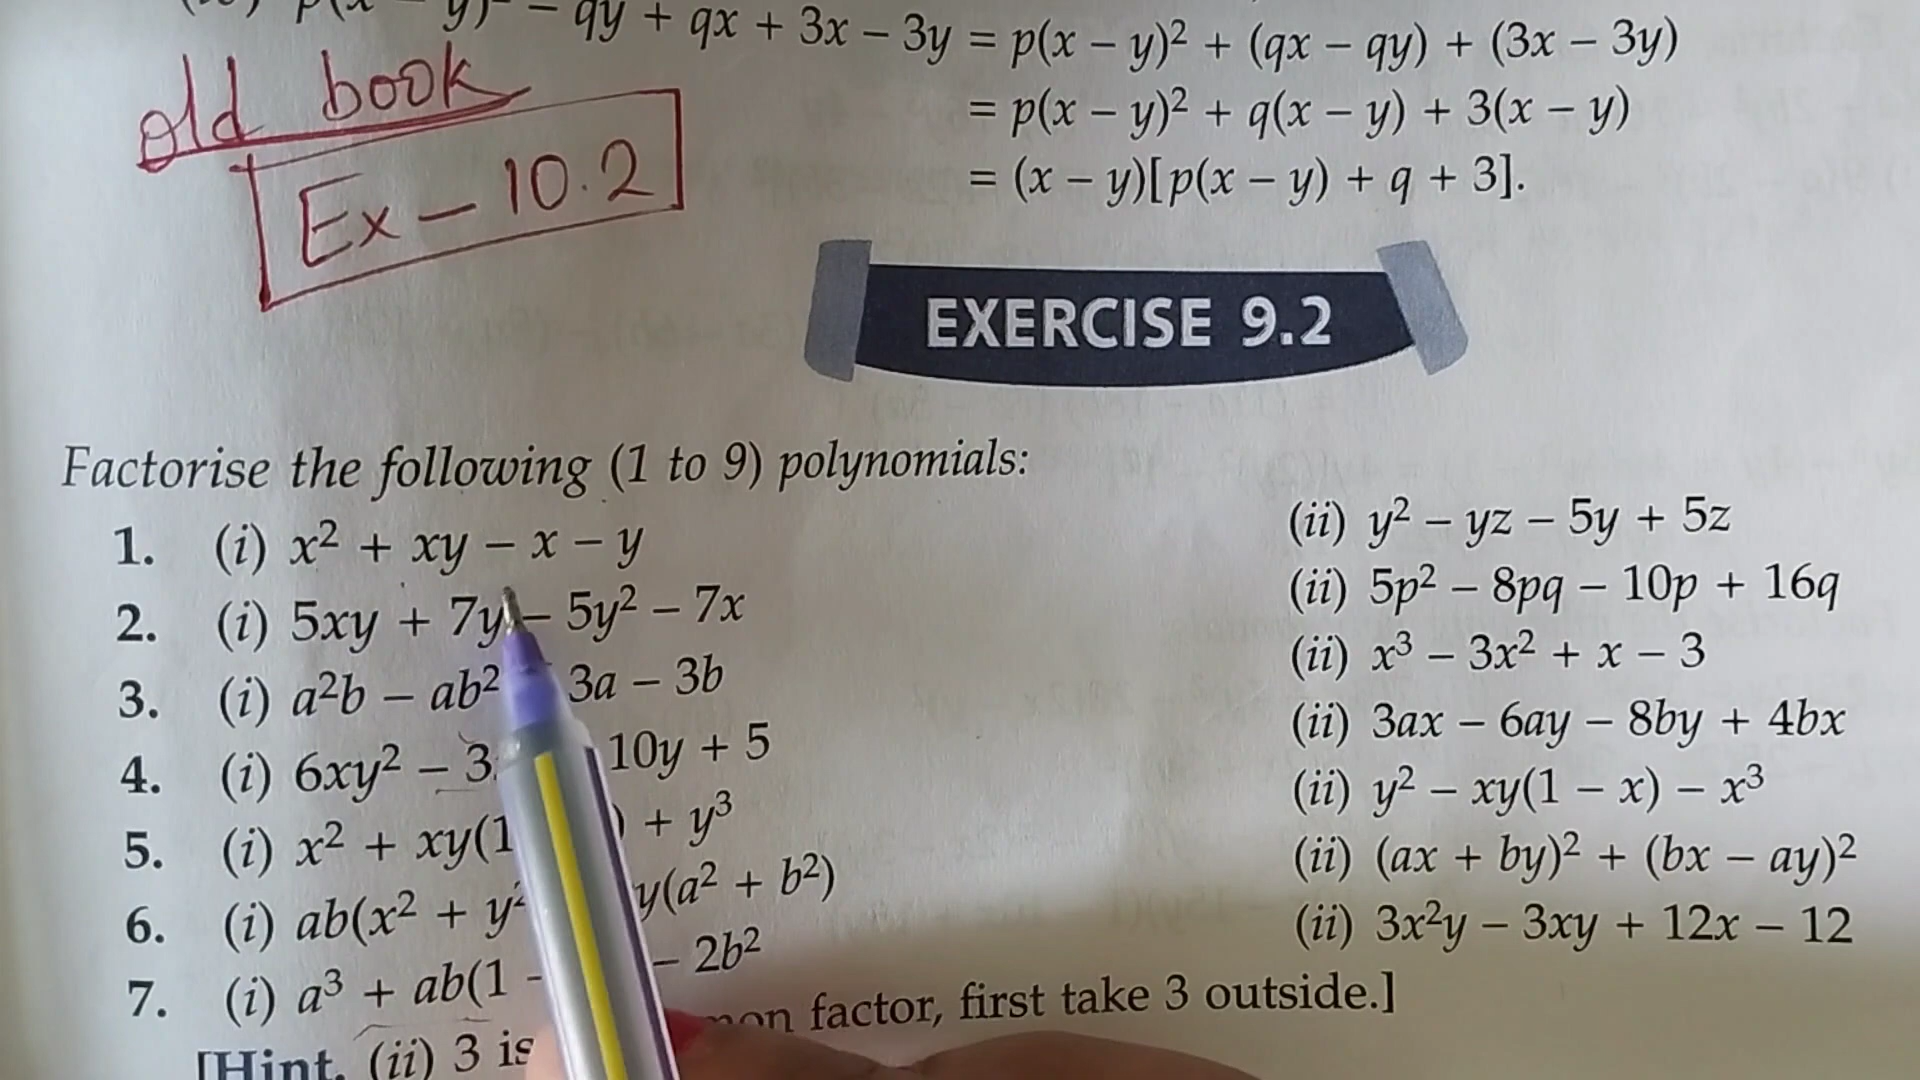 qy + qx + 3x − 3y = p(x − y)² + (qx − qy) + (3x − 3y)
old book
= p(x − y)² + q(x − y) + 3(x − y)
Ex – 10.2
= (x − y)[p(x − y) + q + 3].
EXERCISE 9.2
Factorise the following (1 to 9) polynomials:
1. (i) x² + xy − x − y (ii) y² − yz − 5y + 5z
2. (i) 5xy + 7y − 5y² − 7x (ii) 5p² − 8pq − 10p + 16q
3. (i) a²b − ab² 3a − 3b (ii) x³ − 3x² + x − 3
4. (i) 6xy² − 3 10y + 5 (ii) 3ax − 6ay − 8by + 4bx
5. (i) x² + xy(1 ) + y³ (ii) y² − xy(1 − x) − x³
6. (i) ab(x² + y² y(a² + b²) (ii) (ax + by)² + (bx − ay)²
7. (i) a³ + ab(1 − − 2b² (ii) 3x²y − 3xy + 12x − 12
[Hint. (ii) 3 is factor, first take 3 outside.]